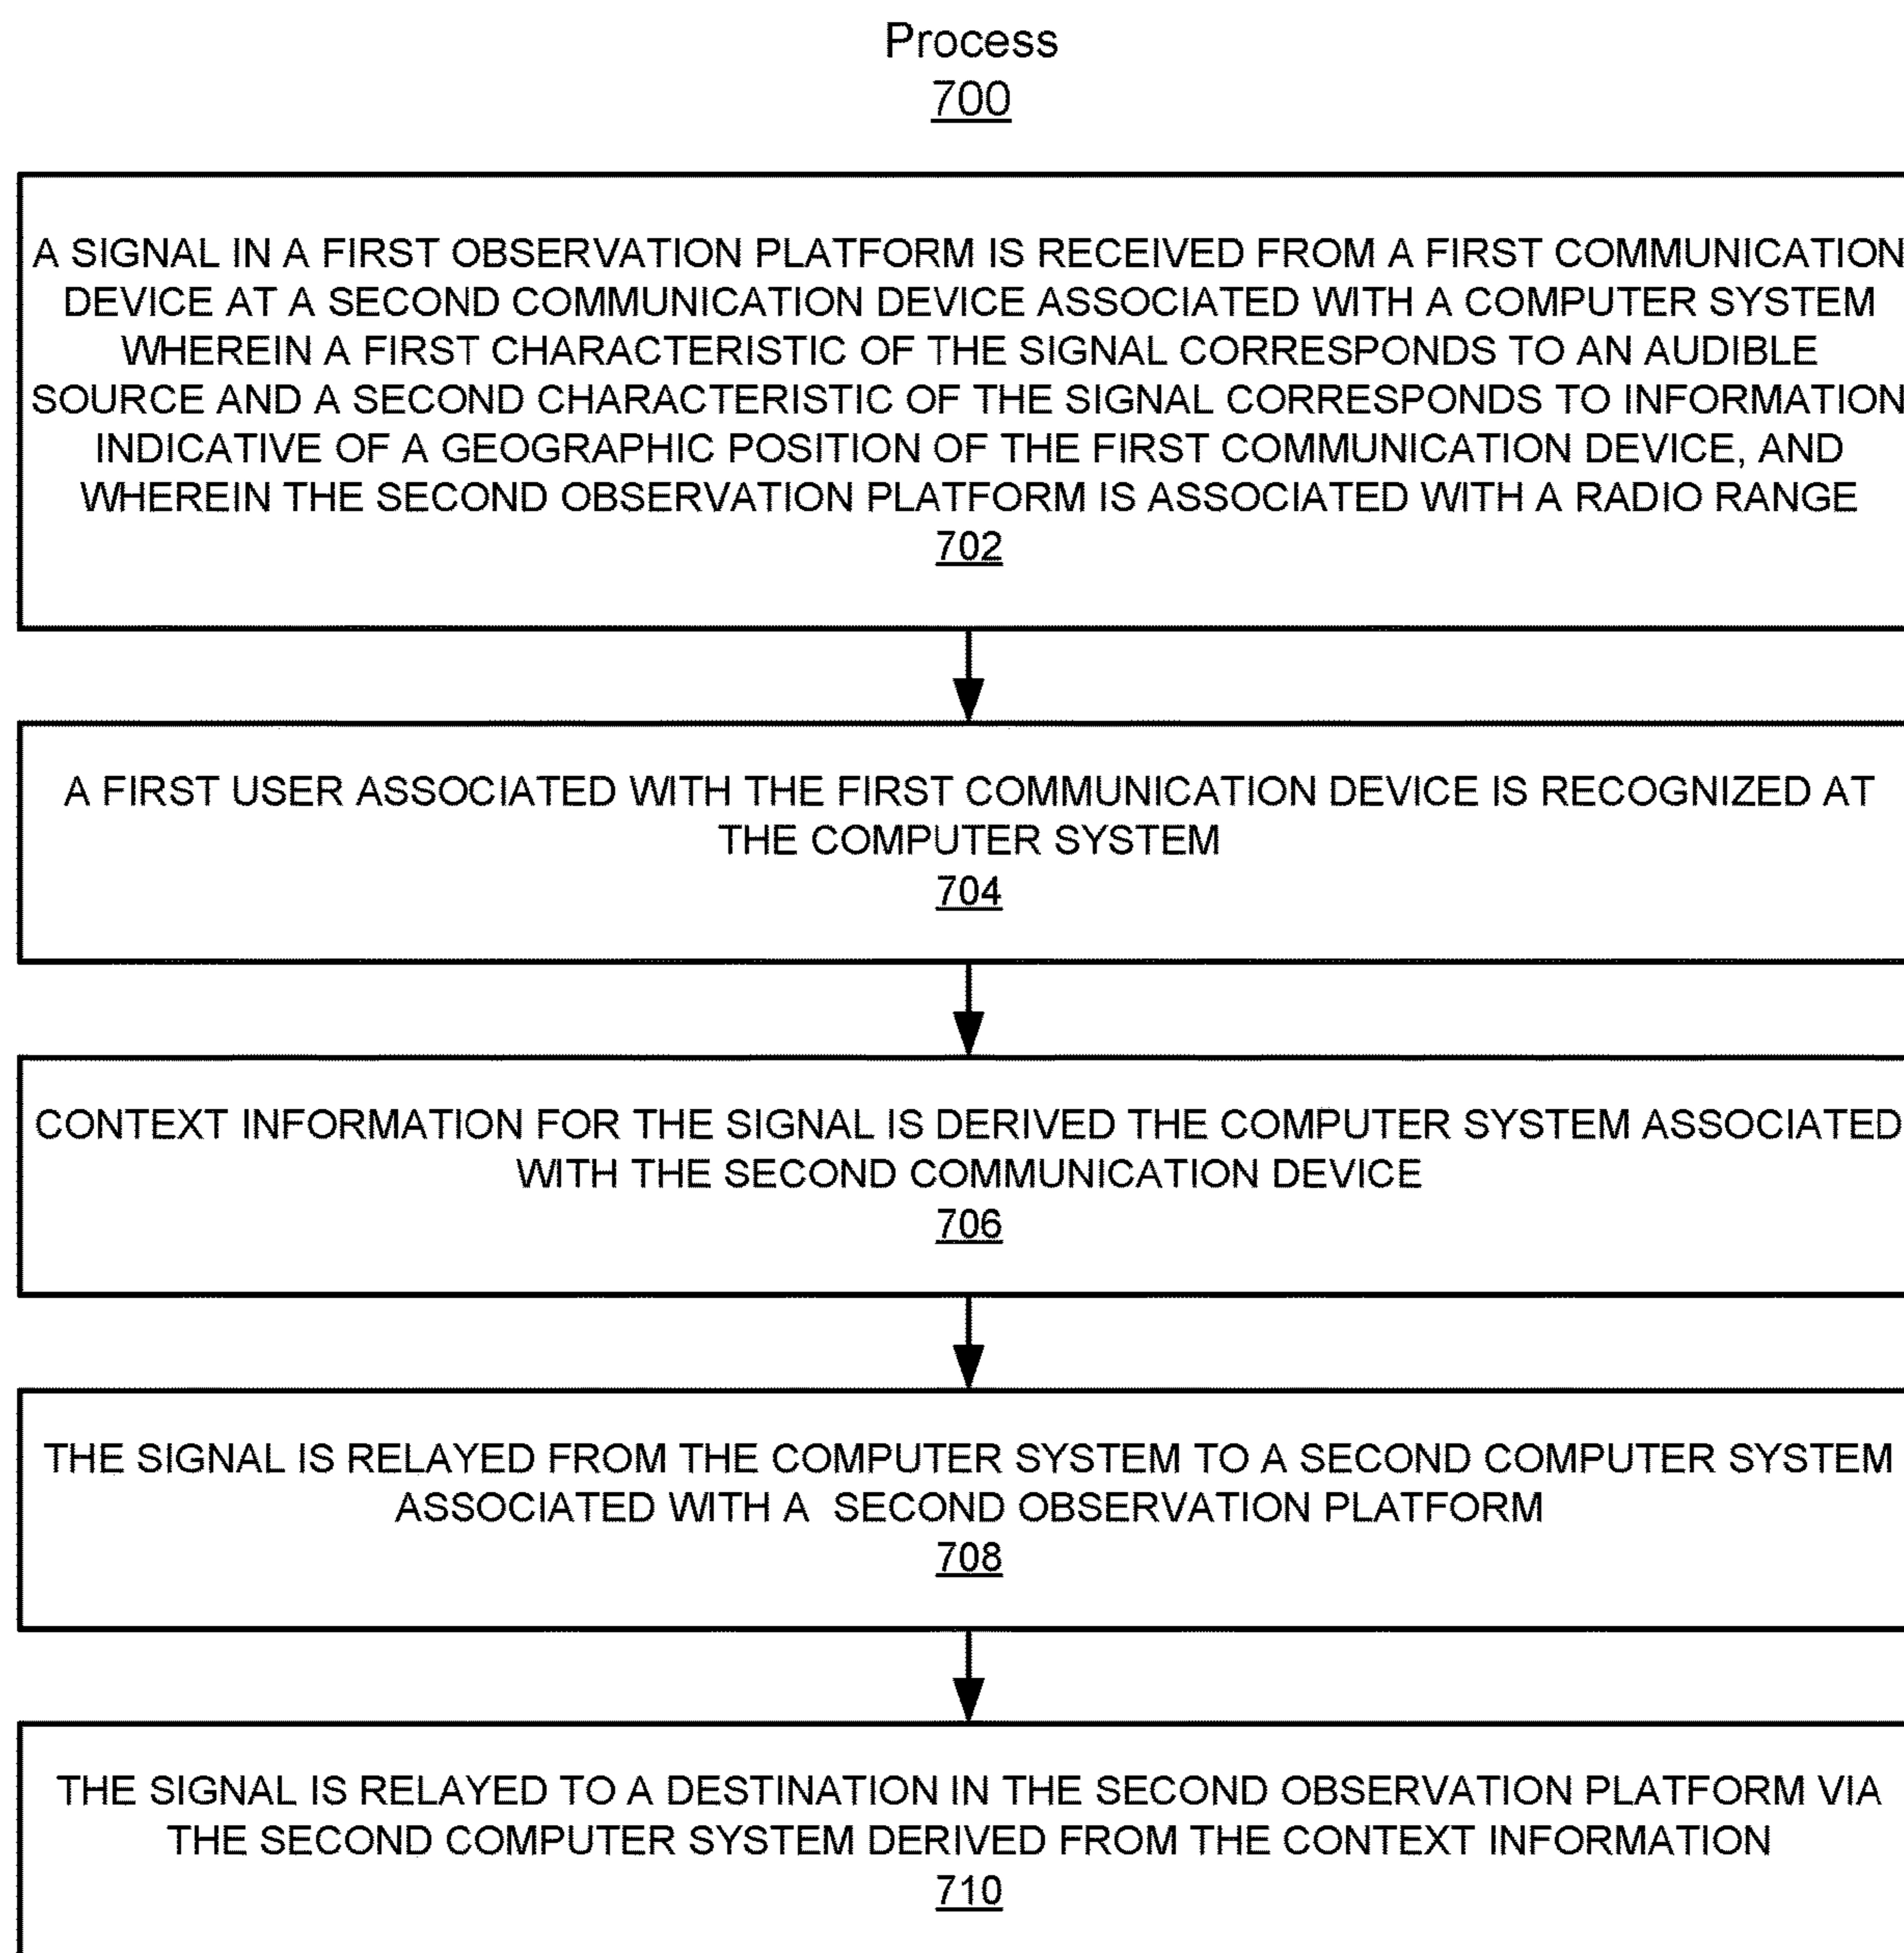 Process
700
A SIGNAL IN A FIRST OBSERVATION PLATFORM IS RECEIVED FROM A FIRST COMMUNICATION
DEVICE AT A SECOND COMMUNICATION DEVICE ASSOCIATED WITH A COMPUTER SYSTEM
WHEREIN A FIRST CHARACTERISTIC OF THE SIGNAL CORRESPONDS TO AN AUDIBLE
SOURCE AND A SECOND CHARACTERISTIC OF THE SIGNAL CORRESPONDS TO INFORMATION
INDICATIVE OF A GEOGRAPHIC POSITION OF THE FIRST COMMUNICATION DEVICE, AND
WHEREIN THE SECOND OBSERVATION PLATFORM IS ASSOCIATED WITH A RADIO RANGE
702
A FIRST USER ASSOCIATED WITH THE FIRST COMMUNICATION DEVICE IS RECOGNIZED AT
THE COMPUTER SYSTEM
704
CONTEXT INFORMATION FOR THE SIGNAL IS DERIVED THE COMPUTER SYSTEM ASSOCIATED
WITH THE SECOND COMMUNICATION DEVICE
706
THE SIGNAL IS RELAYED FROM THE COMPUTER SYSTEM TO A SECOND COMPUTER SYSTEM
ASSOCIATED WITH A SECOND OBSERVATION PLATFORM
708
THE SIGNAL IS RELAYED TO A DESTINATION IN THE SECOND OBSERVATION PLATFORM VIA
THE SECOND COMPUTER SYSTEM DERIVED FROM THE CONTEXT INFORMATION
710